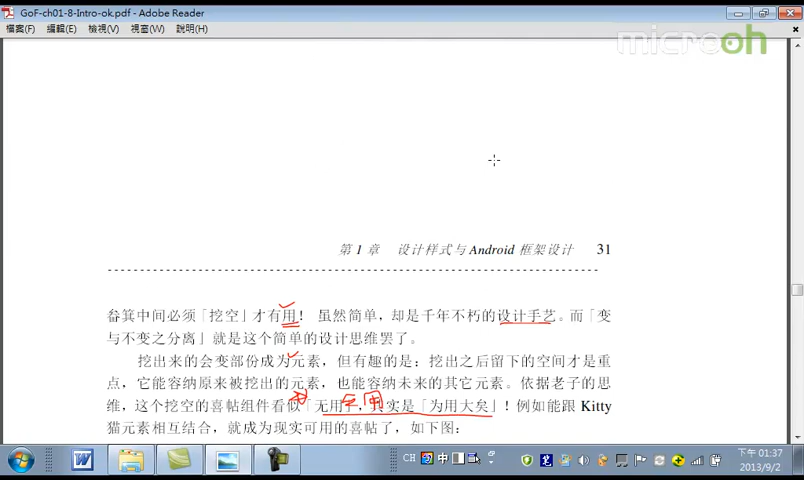 GoF-ch01-8-Intro-ok.pdf - Adobe Reader
檔案(F) 編輯(E) 檢視(V) 視窗(W) 說明(H)
microoh
第 1 章 设计样式与 Android 框架设计 31
畚箕中间必须「挖空」才有用！ 虽然简单，却是千年不朽的设计手艺。而「变
与不变之分离」就是这个简单的设计思维罢了。
挖出来的会变部份成为元素，但有趣的是：挖出之后留下的空间才是重
点，它能容纳原来被挖出的元素，也能容纳未来的其它元素。依据老子的思
维，这个挖空的喜帖组件看似「无用」，其实是「为用大矣」！例如能跟 Kitty
猫元素相互结合，就成为现实可用的喜帖了，如下图：
CH 中
下午 01:37
2013/9/2